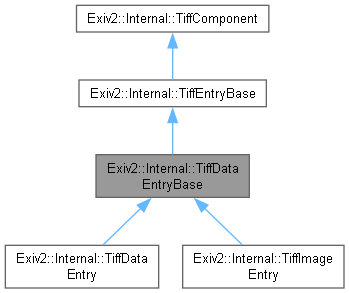 Exiv2::Internal::TiffComponent
Exiv2::Internal::TiffEntryBase
Exiv2::Internal::TiffData
EntryBase
Exiv2::Internal::TiffData
Entry
Exiv2::Internal::TiffImage
Entry